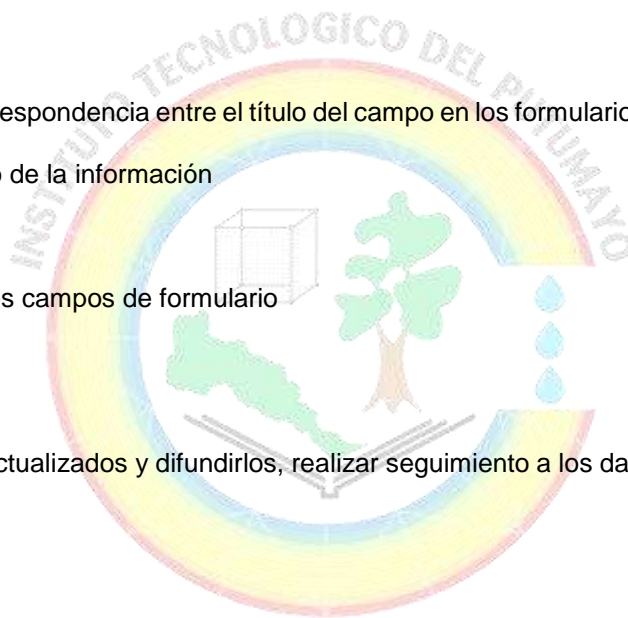 INSTITUTO TECNOLOGICO DEL PUTUMAYO
espondencia entre el título del campo en los formulario
o de la información
s campos de formulario
ctualizados y difundirlos, realizar seguimiento a los da